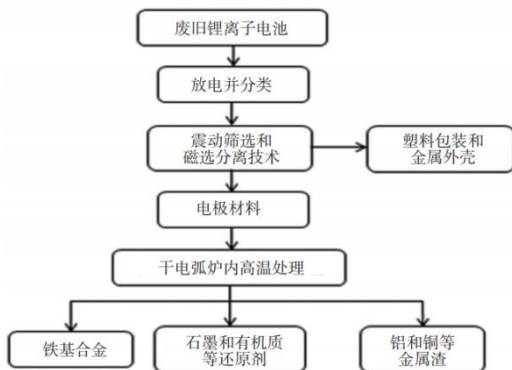 废旧锂离子电池
放电并分类
震动筛选和
磁选分离技术
塑料包装和
金属外壳
电极材料
干电弧炉内高温处理
铁基合金
石墨和有机质
等还原剂
铝和铜等
金属渣